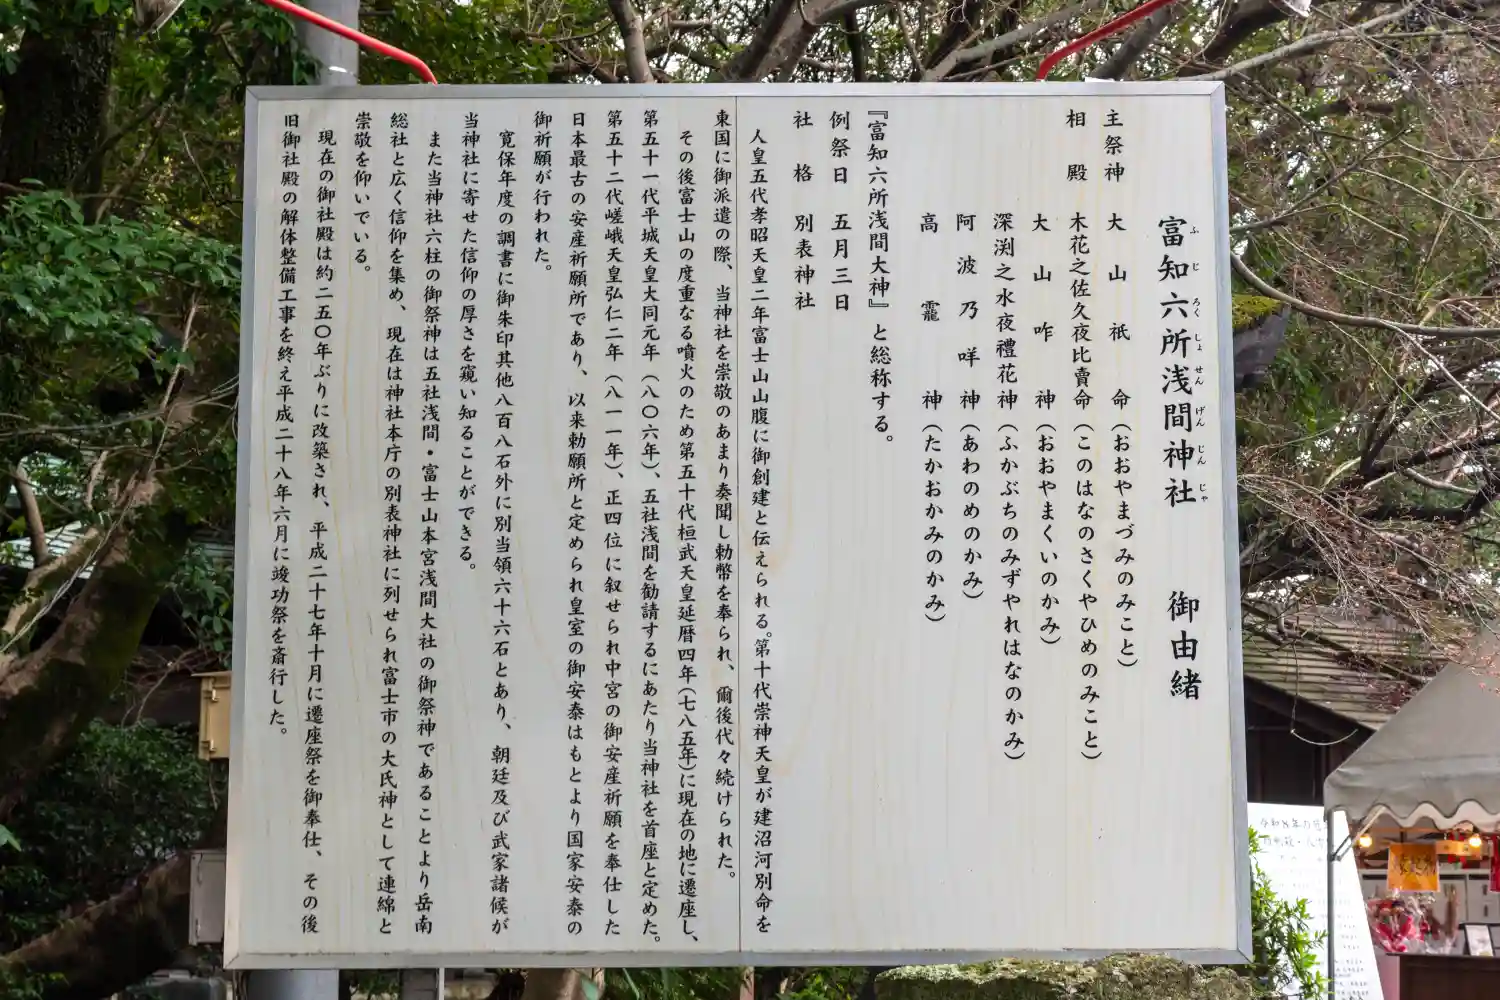 富知六所浅間神社　御由緒
ふじろくしょせんげんじんじゃ
主祭神　大山祇命（おおやまづみのみこと）
相殿　木花之佐久夜比賣命（このはなのさくやひめのみこと）
大山咋神（おおやまくいのかみ）
深渕之水夜禮花神（ふかぶちのみずやれはなのかみ）
阿波乃咩神（あわのめのかみ）
高龗神（たかおかみのかみ）
『富知六所浅間大神』と総称する。
例祭日　五月三日
社格　別表神社
人皇五代孝昭天皇二年富士山山腹に御創建と伝えられる。第十代崇神天皇が建沼河別命を
東国に御派遣の際、当神社を崇敬のあまり奏聞し勅幣を奉られ、爾後代々続けられた。
その後富士山の度重なる噴火のため第五十代桓武天皇延暦四年（七八五年）に現在の地に遷座し、
第五十一代平城天皇大同元年（八〇六年）、五社浅間を勧請するにあたり当神社を首座と定めた。
第五十二代嵯峨天皇弘仁二年（八一一年）、正四位に叙せられ中宮の御安産祈願を奉仕した
日本最古の安産祈願所であり、以来勅願所と定められ皇室の御安泰はもとより国家安泰の
御祈願が行われた。
寛保年度の調書に御朱印其他八百八石外に別当領六十六石とあり、朝廷及び武家諸候が
当神社に寄せた信仰の厚さを窺い知ることができる。
また当神社六柱の御祭神は五社浅間・富士山本宮浅間大社の御祭神であることより岳南
総社と広く信仰を集め、現在は神社本庁の別表神社に列せられ富士市の大氏神として連綿と
崇敬を仰いでいる。
現在の御社殿は約二五〇年ぶりに改築され、平成二十七年十月に遷座祭を御奉仕、その後
旧御社殿の解体整備工事を終え平成二十八年六月に竣功祭を斎行した。